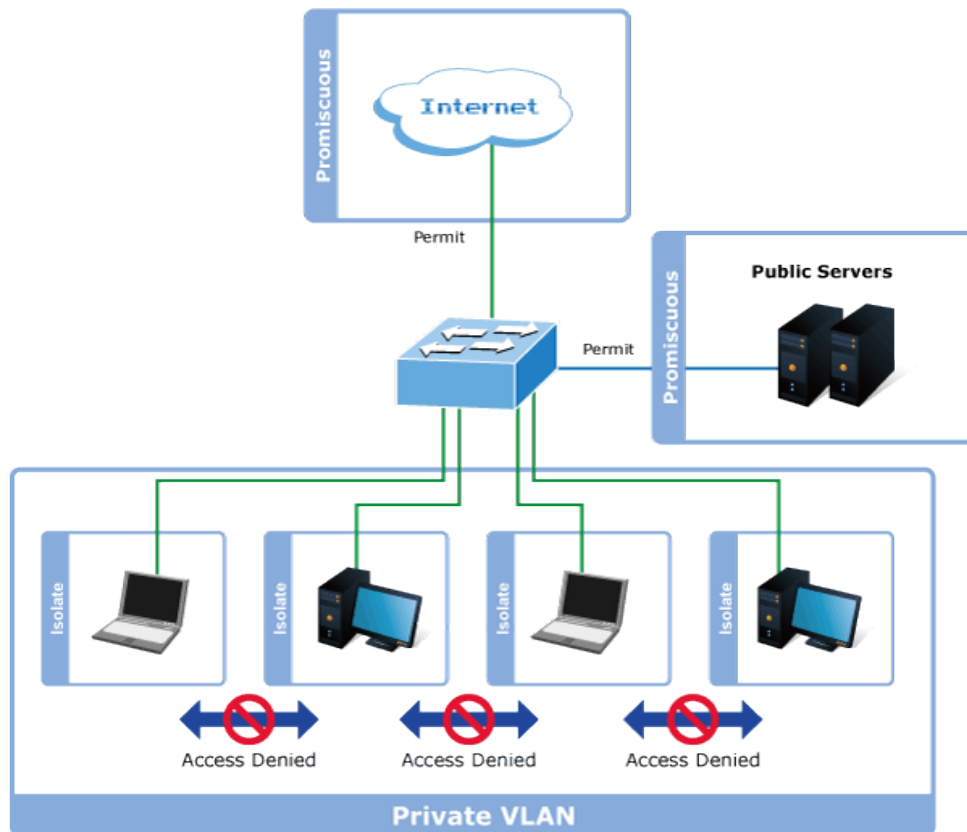 Promiscuous
Internet
Permit
Promiscuous
Public Servers
Permit
Isolate
Isolate
Isolate
Isolate
Access Denied
Access Denied
Access Denied
Private VLAN